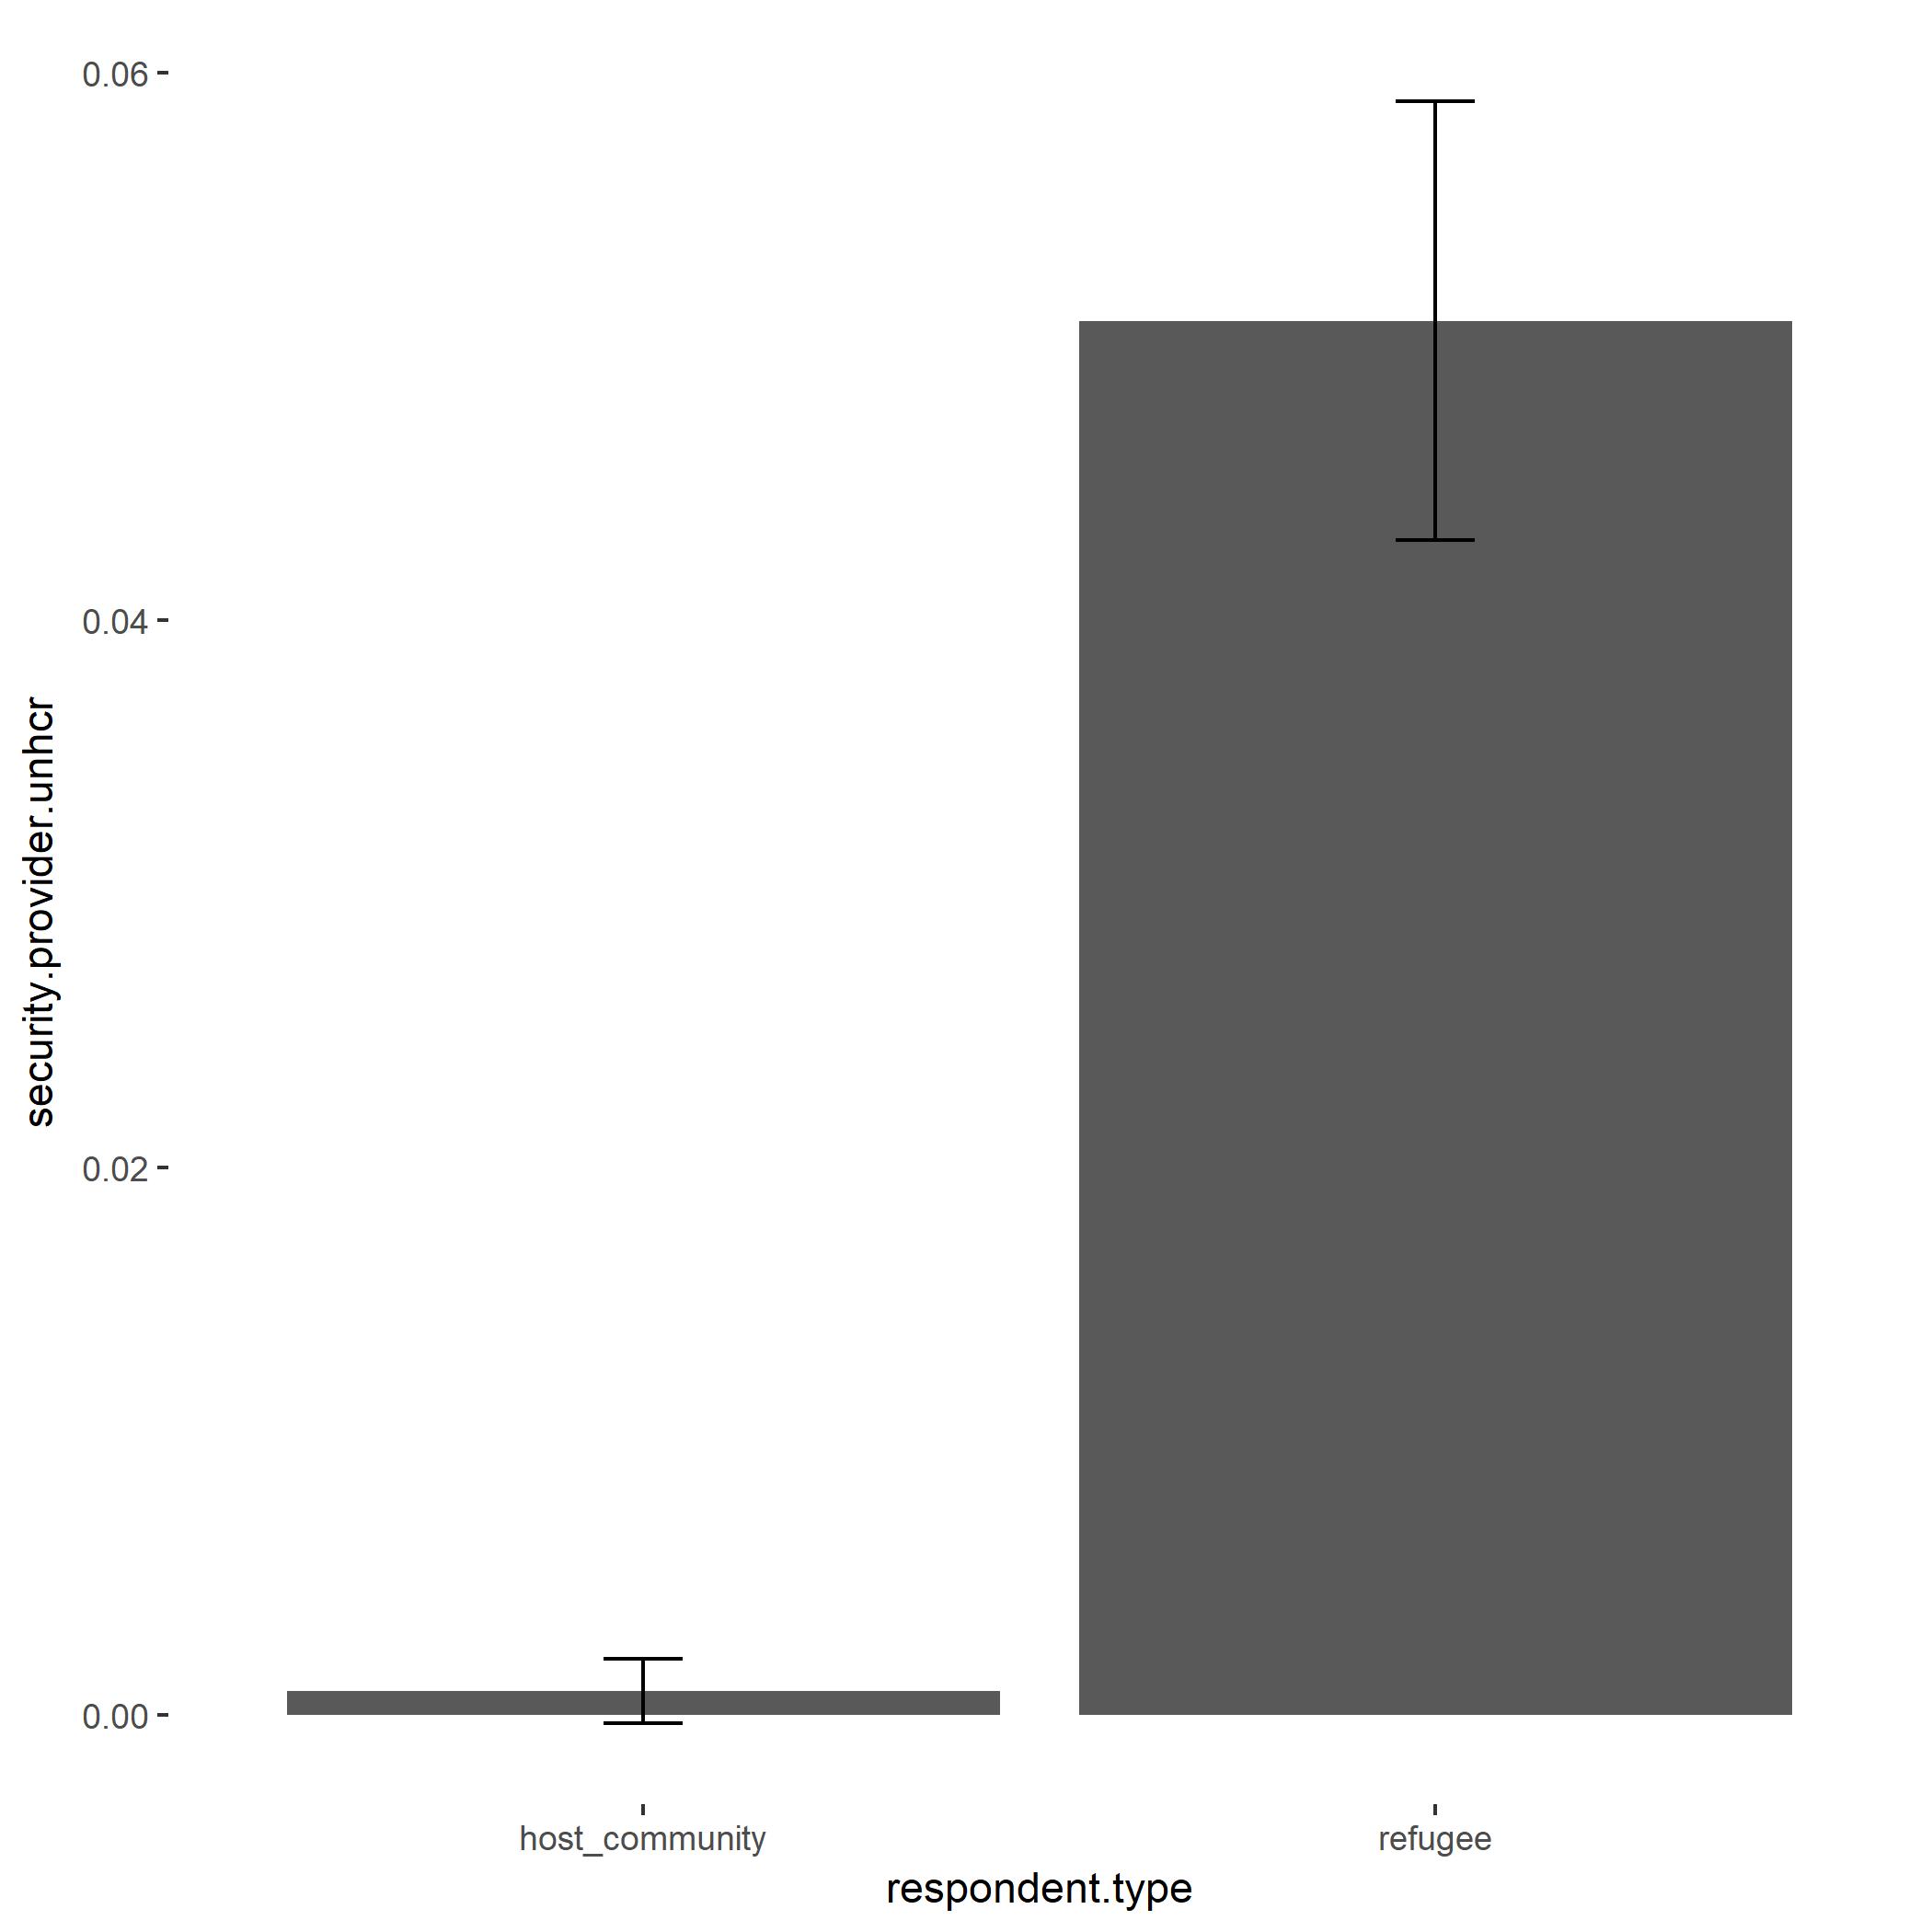 0.06
0.04
0.02
0.00
security.provider.unhcr
host_community
refugee
respondent.type